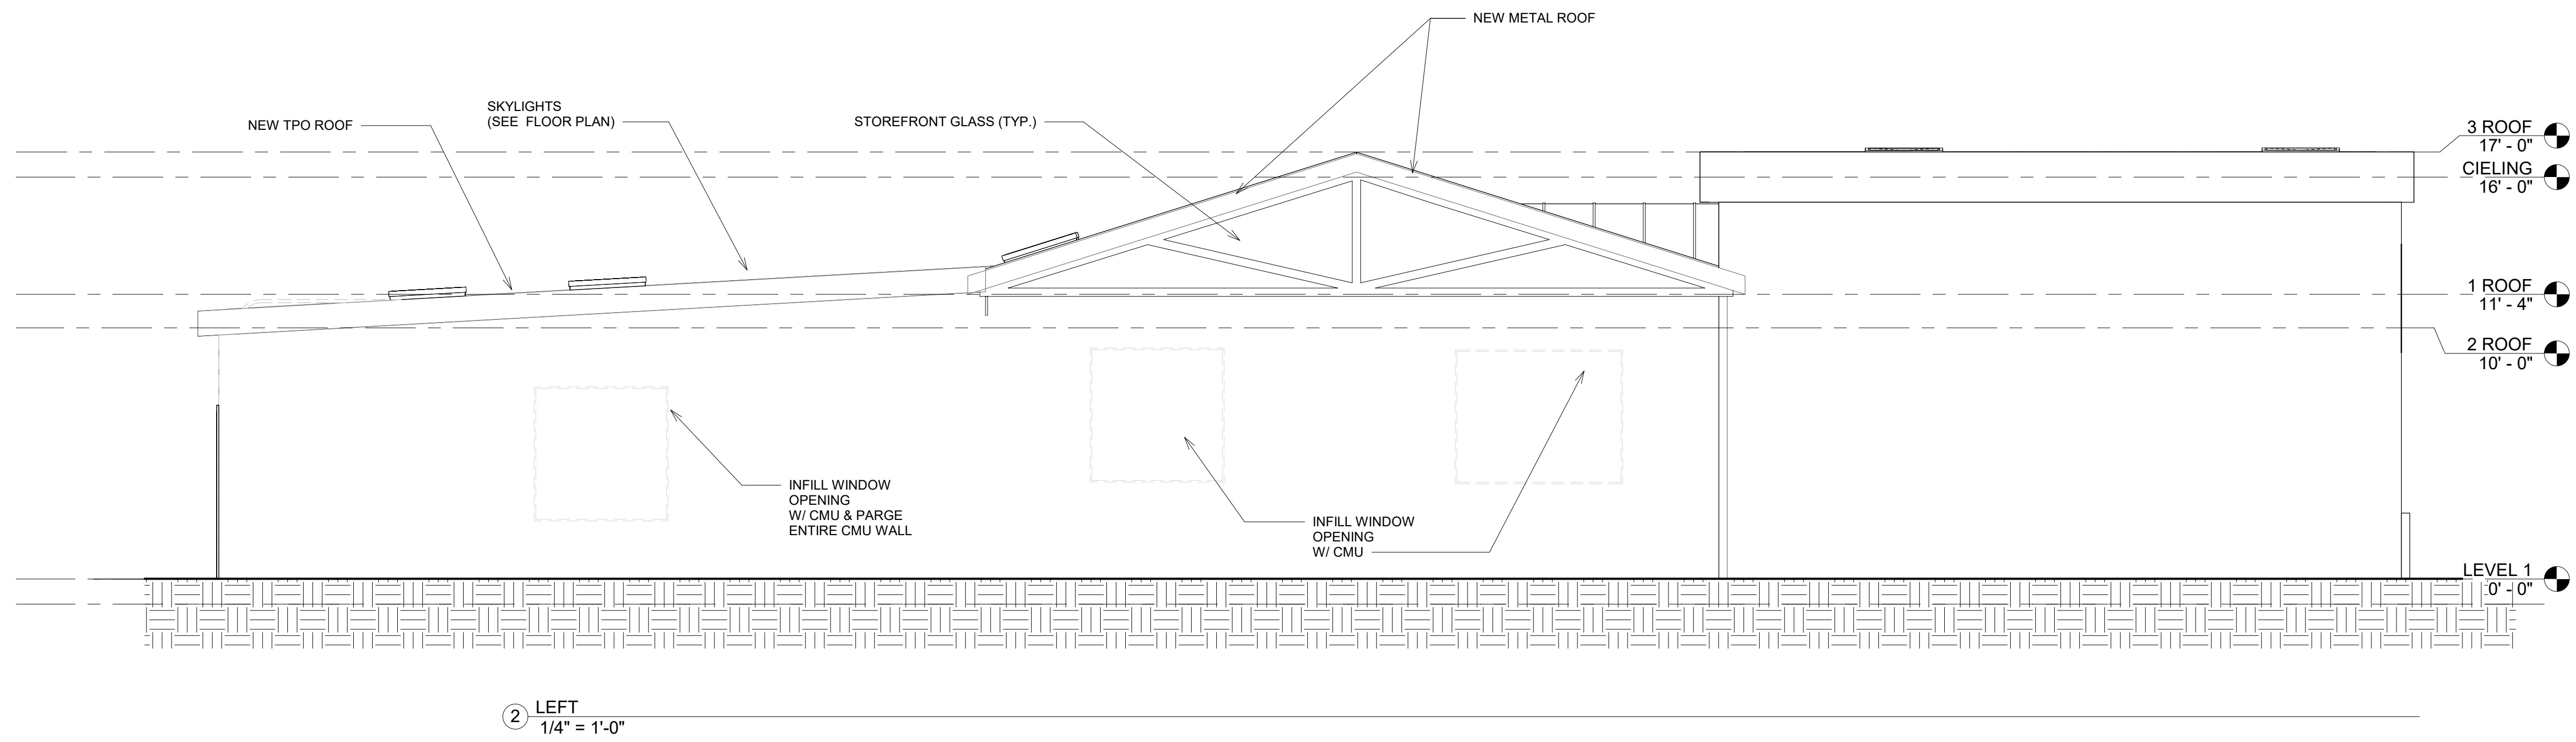 NEW METAL ROOF
SKYLIGHTS
(SEE FLOOR PLAN)
NEW TPO ROOF
STOREFRONT GLASS (TYP.)
3 ROOF
17' - 0"
CIELING
16' - 0"
1 ROOF
11' - 4"
2 ROOF
10' - 0"
INFILL WINDOW
OPENING
W/ CMU & PARGE
ENTIRE CMU WALL
INFILL WINDOW
OPENING
W/ CMU
LEVEL 1
0' - 0"
2
LEFT
1/4" = 1'-0"